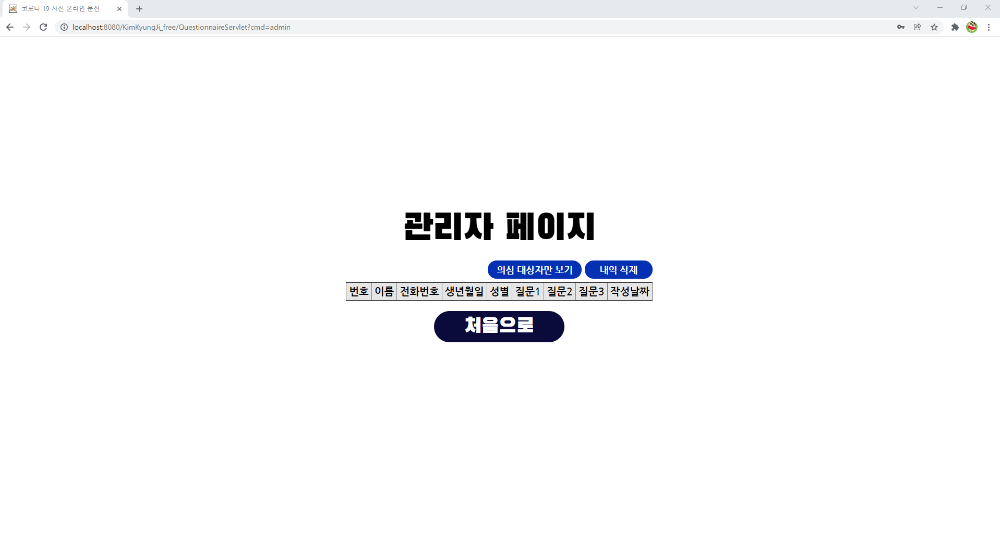 코로나 19 사전 온라인 문진
localhost:8080/KimKyungJi_free/QuestionnaireServlet?cmd=admin
관리자 페이지
의심 대상자만 보기 내역 삭제
번호 이름 전화번호 생년월일 성별 질문1 질문2 질문3 작성날짜
처음으로